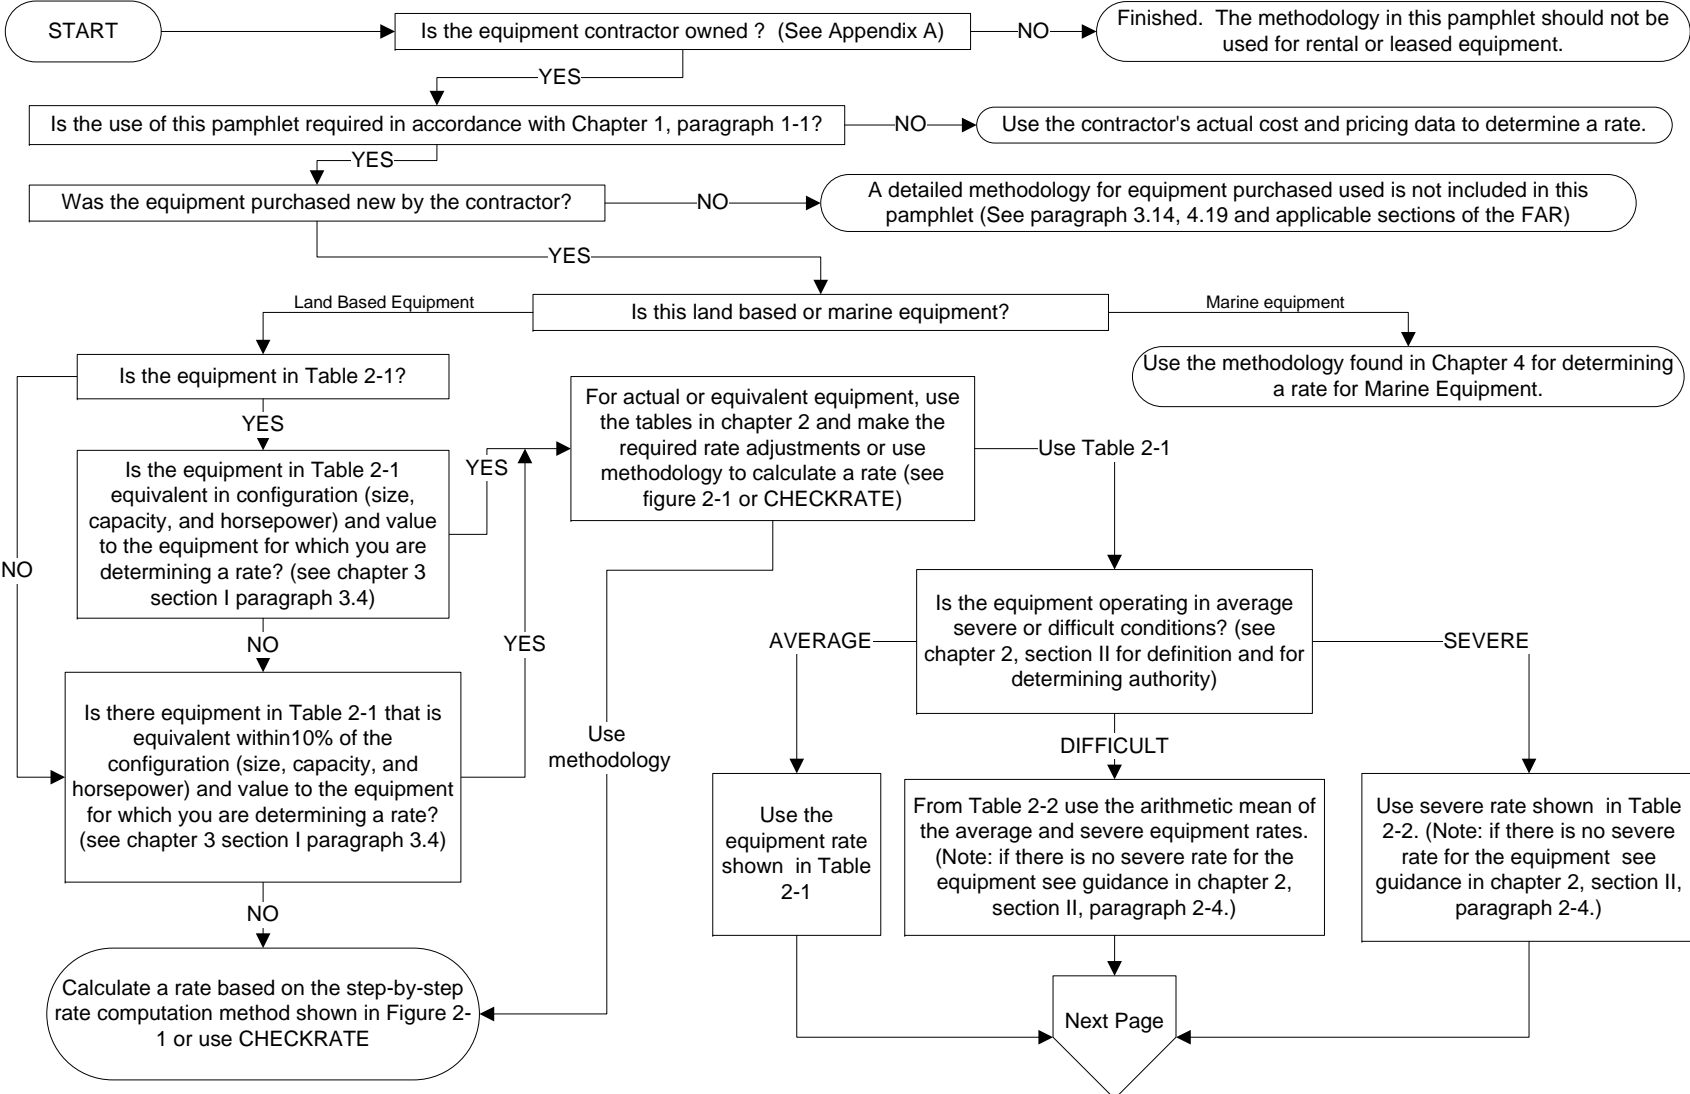 START
Is the equipment contractor owned ?  (See Appendix A)
NO
Finished.  The methodology in this pamphlet should not be
used for rental or leased equipment.
YES
Is the use of this pamphlet required in accordance with Chapter 1, paragraph 1-1?
NO
Use the contractor's actual cost and pricing data to determine a rate.
YES
Was the equipment purchased new by the contractor?
NO
A detailed methodology for equipment purchased used is not included in this
pamphlet (See paragraph 3.14, 4.19 and applicable sections of the FAR)
YES
Land Based Equipment
Is this land based or marine equipment?
Marine equipment
Is the equipment in Table 2-1?
Use the methodology found in Chapter 4 for determining
a rate for Marine Equipment.
YES
For actual or equivalent equipment, use
the tables in chapter 2 and make the
required rate adjustments or use
methodology to calculate a rate (see
figure 2-1 or CHECKRATE)
Use Table 2-1
Is the equipment in Table 2-1
equivalent in configuration (size,
capacity, and horsepower) and value
to the equipment for which you are
determining a rate? (see chapter 3
section I paragraph 3.4)
YES
NO
NO
YES
Is the equipment operating in average
severe or difficult conditions? (see
chapter 2, section II for definition and for
determining authority)
AVERAGE
SEVERE
DIFFICULT
Is there equipment in Table 2-1 that is
equivalent within10% of the
configuration (size, capacity, and
horsepower) and value to the equipment
for which you are determining a rate?
(see chapter 3 section I paragraph 3.4)
Use
methodology
Use the
equipment rate
shown  in Table
2-1
From Table 2-2 use the arithmetic mean of
the average and severe equipment rates.
(Note: if there is no severe rate for the
equipment see guidance in chapter 2,
section II, paragraph 2-4.)
Use severe rate shown  in Table
2-2. (Note: if there is no severe
rate for the equipment  see
guidance in chapter 2, section II,
paragraph 2-4.)
NO
Calculate a rate based on the step-by-step
rate computation method shown in Figure 2-
1 or use CHECKRATE
Next Page